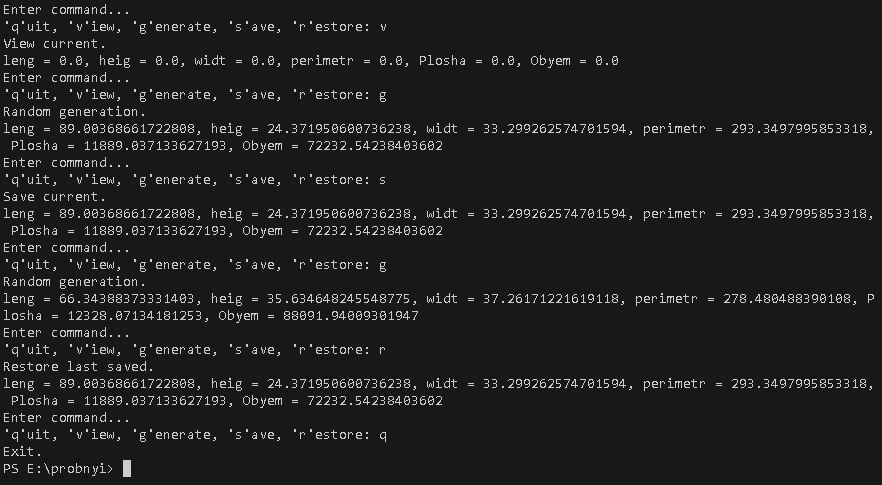 Enter command...
'q'uit, 'v'iew, 'g'enerate, 's'ave, 'r'estore: v
View current.
leng = 0.0, heig = 0.0, widt = 0.0, perimetr = 0.0, Plosha = 0.0, Obyem = 0.0
Enter command...
'q'uit, 'v'iew, 'g'enerate, 's'ave, 'r'estore: g
Random generation.
leng = 89.00368661722808, heig = 24.371950600736238, widt = 33.299262574701594, perimetr = 293.3497995853318,
 Plosha = 11889.037133627193, Obyem = 72232.54238403602
Enter command...
'q'uit, 'v'iew, 'g'enerate, 's'ave, 'r'estore: s
Save current.
leng = 89.00368661722808, heig = 24.371950600736238, widt = 33.299262574701594, perimetr = 293.3497995853318,
 Plosha = 11889.037133627193, Obyem = 72232.54238403602
Enter command...
'q'uit, 'v'iew, 'g'enerate, 's'ave, 'r'estore: g
Random generation.
leng = 66.34388373331403, heig = 35.634648245548775, widt = 37.26171221619118, perimetr = 278.480488390108, P
losha = 12328.07134181253, Obyem = 88091.94009301947
Enter command...
'q'uit, 'v'iew, 'g'enerate, 's'ave, 'r'estore: r
Restore last saved.
leng = 89.00368661722808, heig = 24.371950600736238, widt = 33.299262574701594, perimetr = 293.3497995853318,
 Plosha = 11889.037133627193, Obyem = 72232.54238403602
Enter command...
'q'uit, 'v'iew, 'g'enerate, 's'ave, 'r'estore: q
Exit.
PS E:\probnyi>